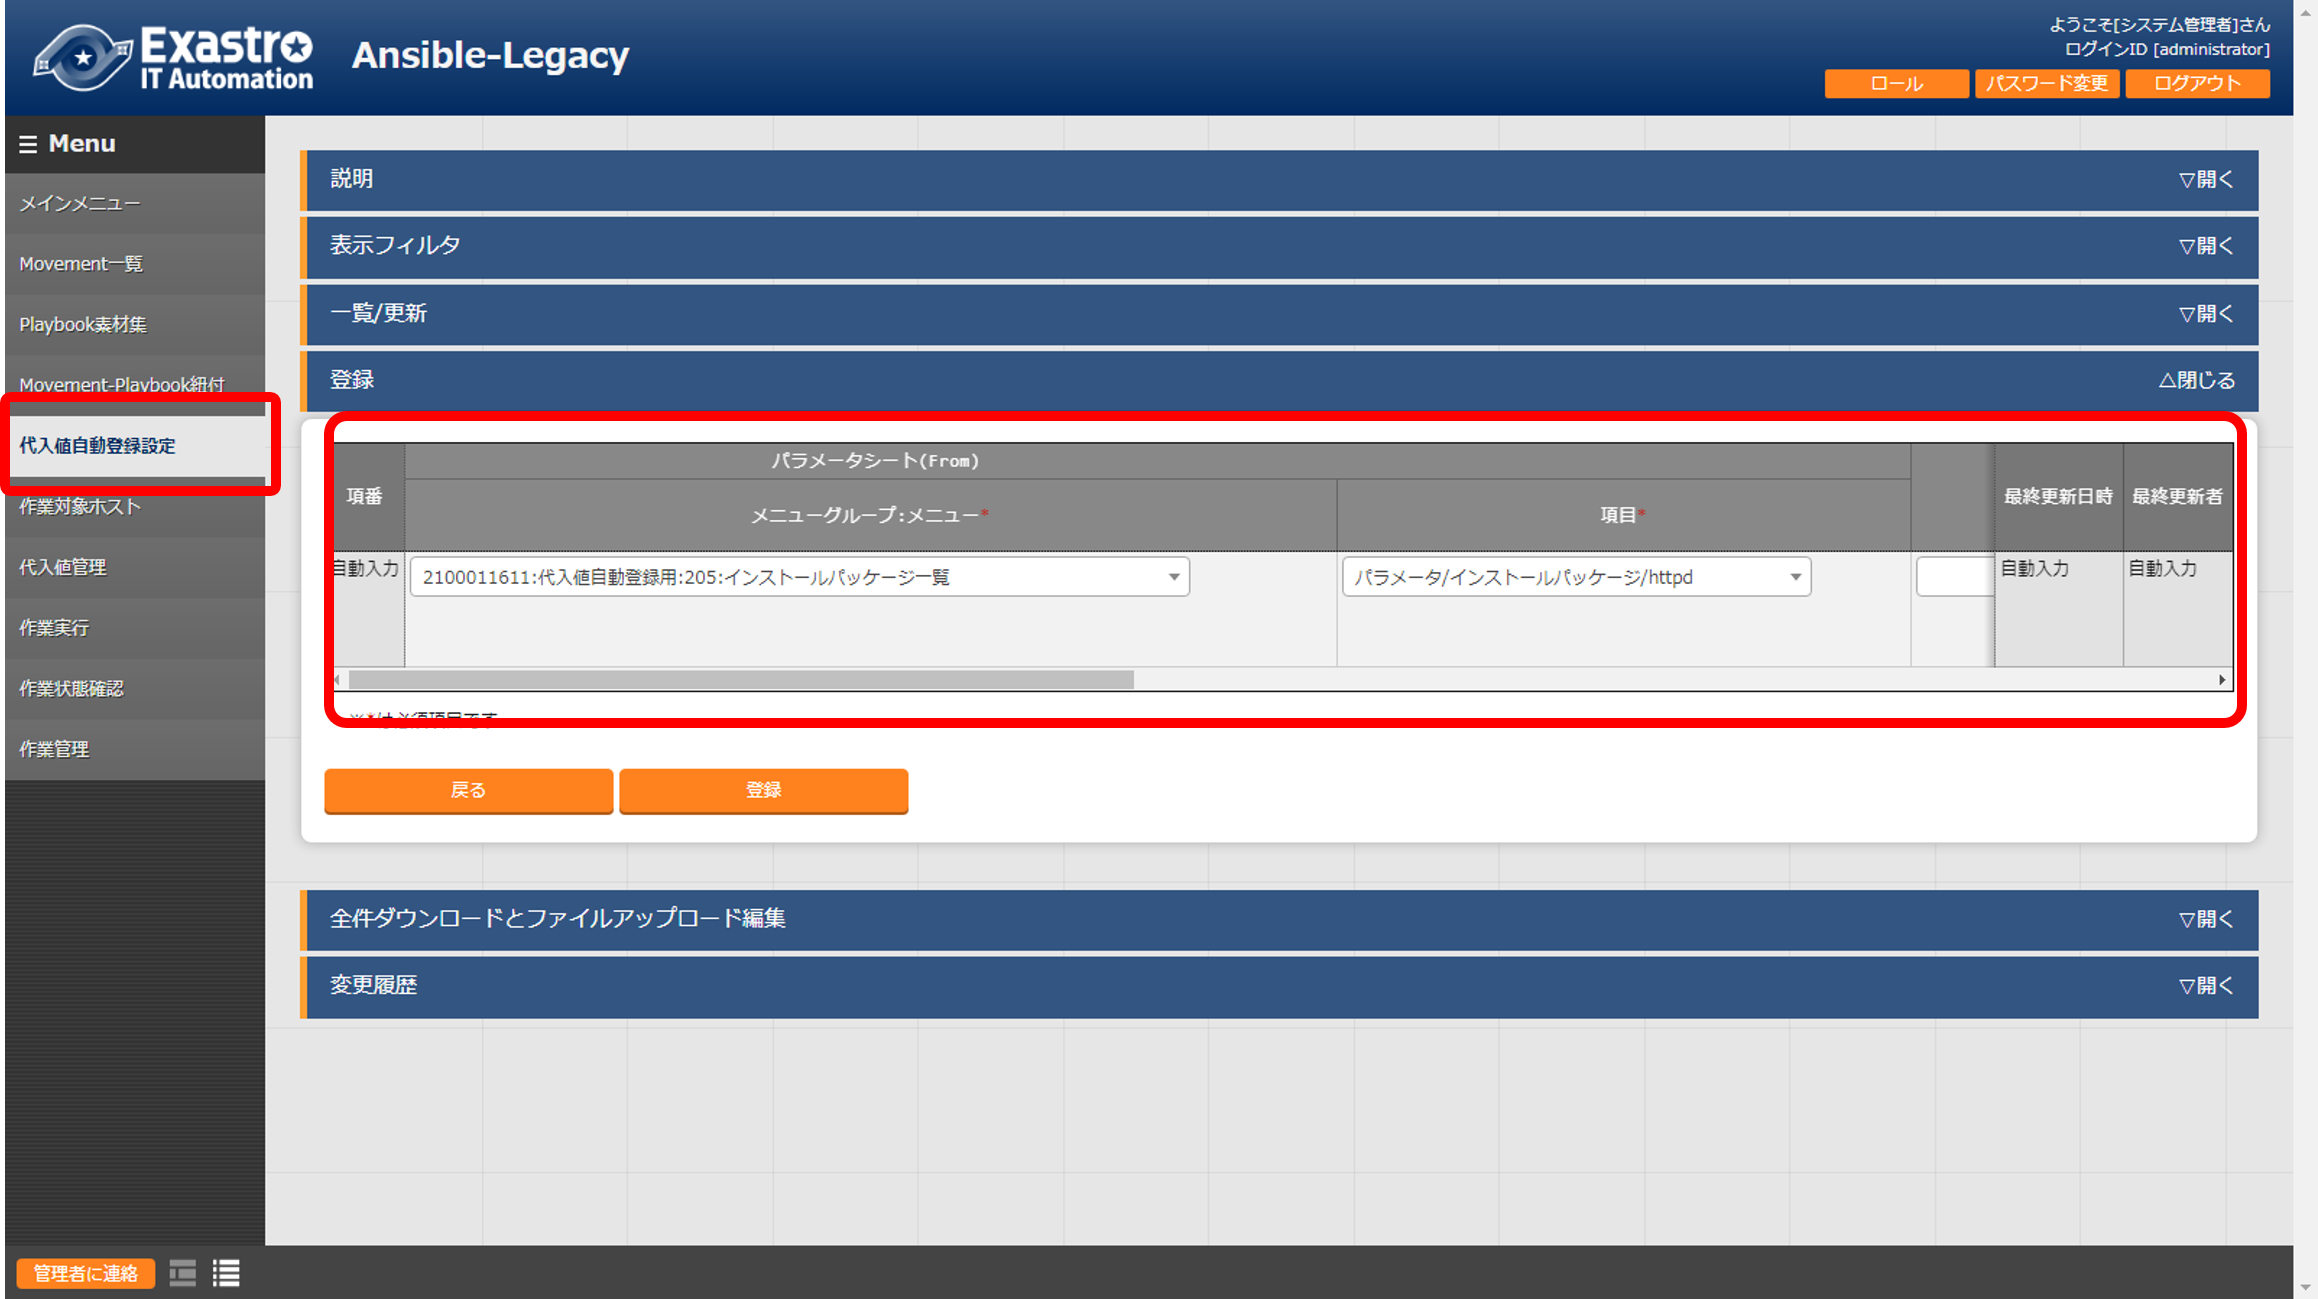 Exastro
IT Automation
Ansible-Legacy
ようこそ[システム管理者]さん
ログインID [administrator]
ロール
パスワード変更
ログアウト
Menu
メインメニュー
Movement一覧
Playbook素材集
Movement-Playbook紐付
代入値自動登録設定
作業対象ホスト
代入値管理
作業実行
作業状態確認
作業管理
説明
▽開く
表示フィルタ
▽開く
一覧/更新
▽開く
登録
△閉じる
項番
パラメータシート(From)
メニューグループ:メニュー*
項目*
最終更新日時
最終更新者
自動入力
2100011611:代入値自動登録用:205:インストールパッケージ一覧
パラメータ/インストールパッケージ/httpd
自動入力
自動入力
※*は必須項目です
戻る
登録
全件ダウンロードとファイルアップロード編集
▽開く
変更履歴
▽開く
管理者に連絡